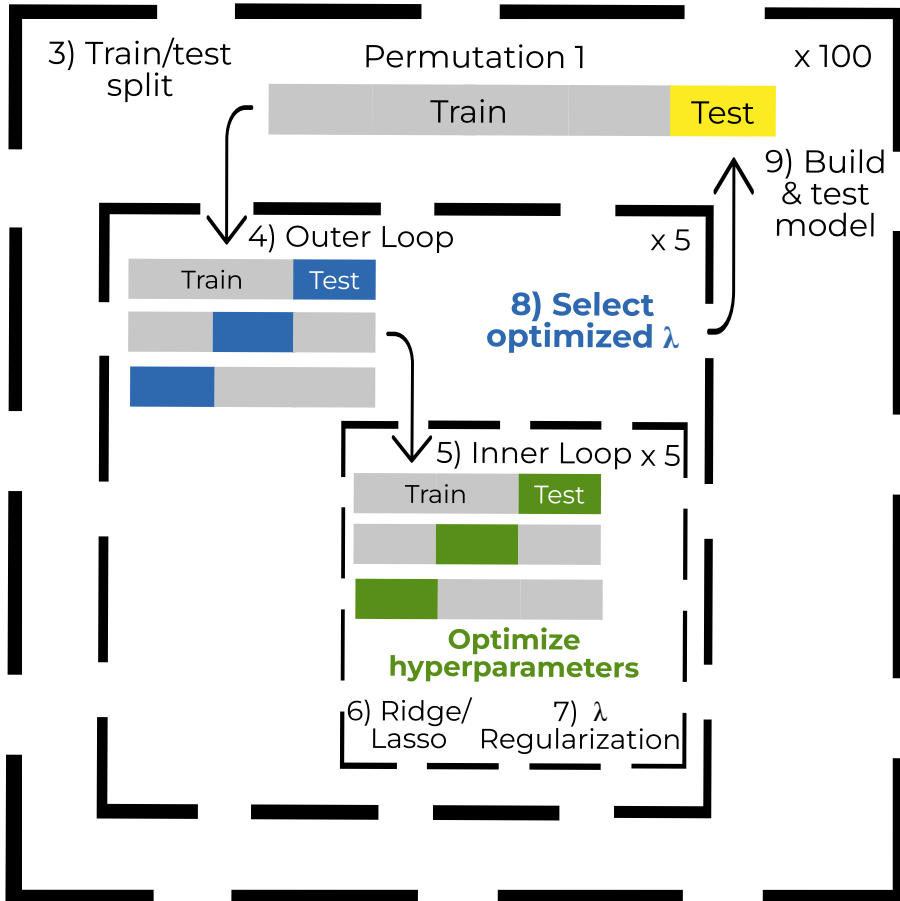 3) Train/test
split
Permutation 1
x 100
Train
Test
9) Build
& test
model
4) Outer Loop
x 5
Train
Test
8) Select
optimized λ
5) Inner Loop x 5
Train
Test
Optimize
hyperparameters
6) Ridge/
Lasso
7) λ
Regularization